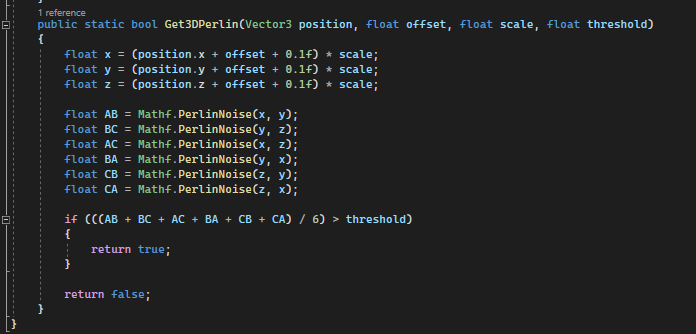 1 reference
public static bool Get3DPerlin(Vector3 position, float offset, float scale, float threshold)
{
float x = (position.x + offset + 0.1f) * scale;
float y = (position.y + offset + 0.1f) * scale;
float z = (position.z + offset + 0.1f) * scale;
float AB = Mathf.PerlinNoise(x, y);
float BC = Mathf.PerlinNoise(y, z);
float AC = Mathf.PerlinNoise(x, z);
float BA = Mathf.PerlinNoise(y, x);
float CB = Mathf.PerlinNoise(z, y);
float CA = Mathf.PerlinNoise(z, x);
if (((AB + BC + AC + BA + CB + CA) / 6) > threshold)
{
return true;
}
return false;
}
}